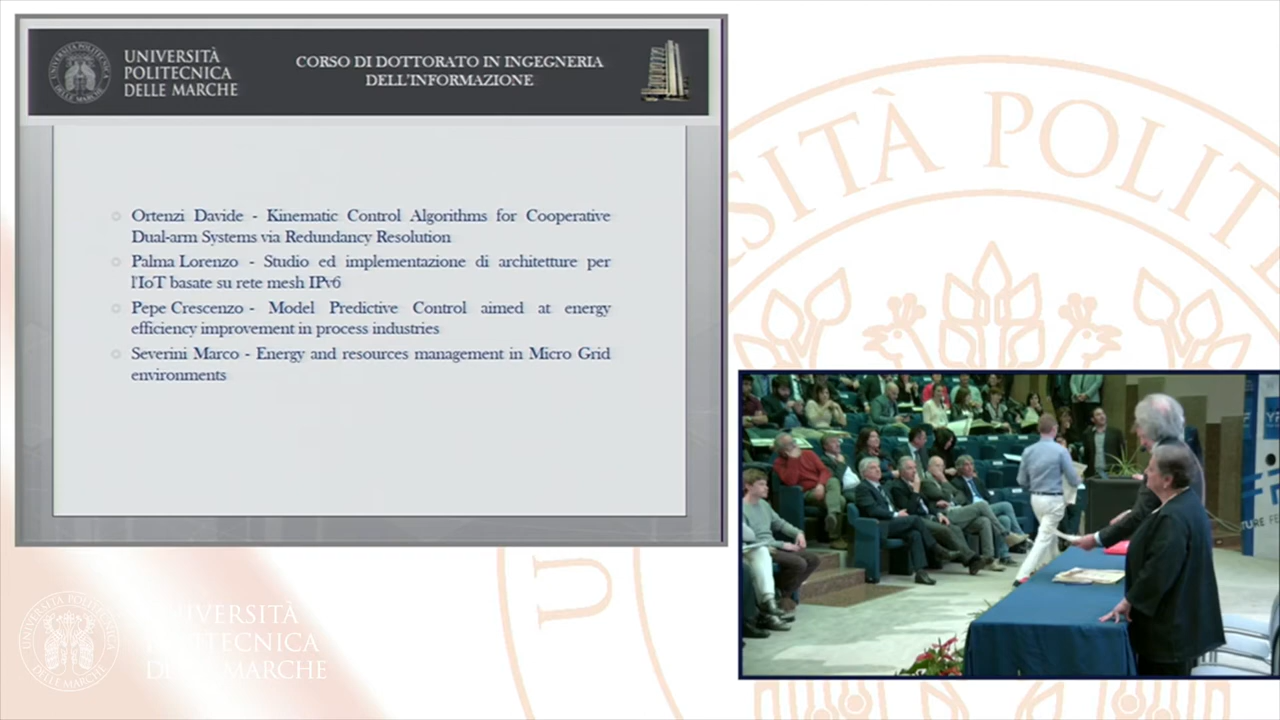 UNIVERSITÀ
POLITECNICA
DELLE MARCHE
CORSO DI DOTTORATO IN INGEGNERIA
DELL'INFORMAZIONE
Ortenzi Davide - Kinematic Control Algorithms for Cooperative
Dual-arm Systems via Redundancy Resolution
Palma Lorenzo - Studio ed implementazione di architetture per
l'IoT basate su rete mesh IPv6
Pepe Crescenzo - Model Predictive Control aimed at energy
efficiency improvement in process industries
Severini Marco - Energy and resources management in Micro Grid
environments
SITÀ POLITE
U
UNIVERSITÀ
POLITECNICA
DELLE MARCHE